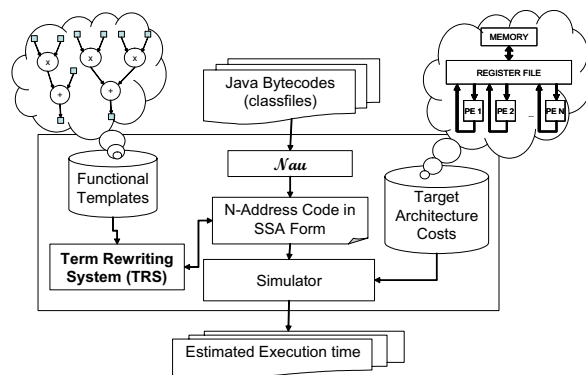 x
x
x
+
+
MEMORY
REGISTER FILE
PE 1
PE 2
...
PE N
Java Bytecodes
(classfiles)
Nau
Functional
Templates
N-Address Code in
SSA Form
Target
Architecture
Costs
Term Rewriting
System (TRS)
Simulator
Estimated Execution time